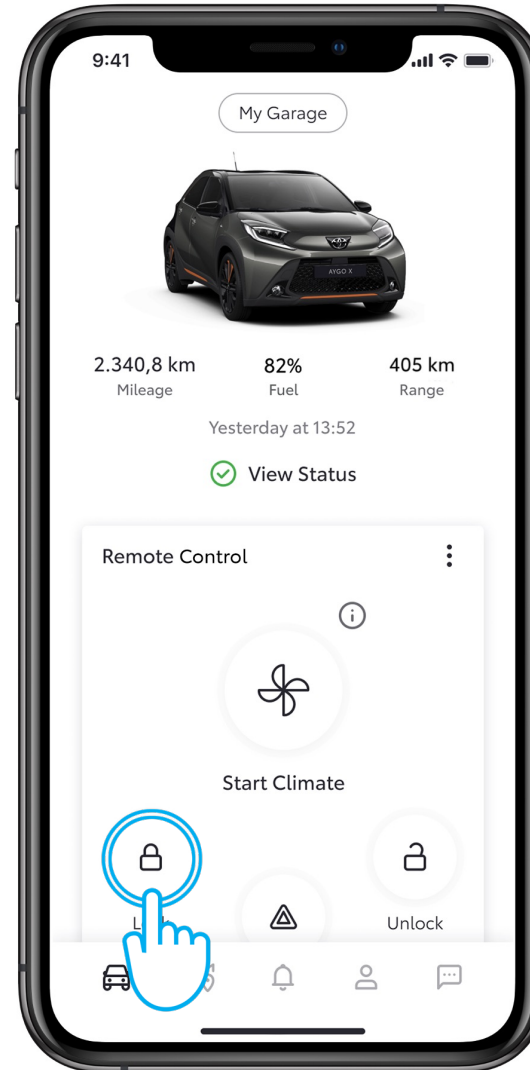 9:41
My Garage
AYGO X
2.340,8 km 82% 405 km
Mileage Fuel Range
Yesterday at 13:52
View Status
Remote Control
Start Climate
Unlock